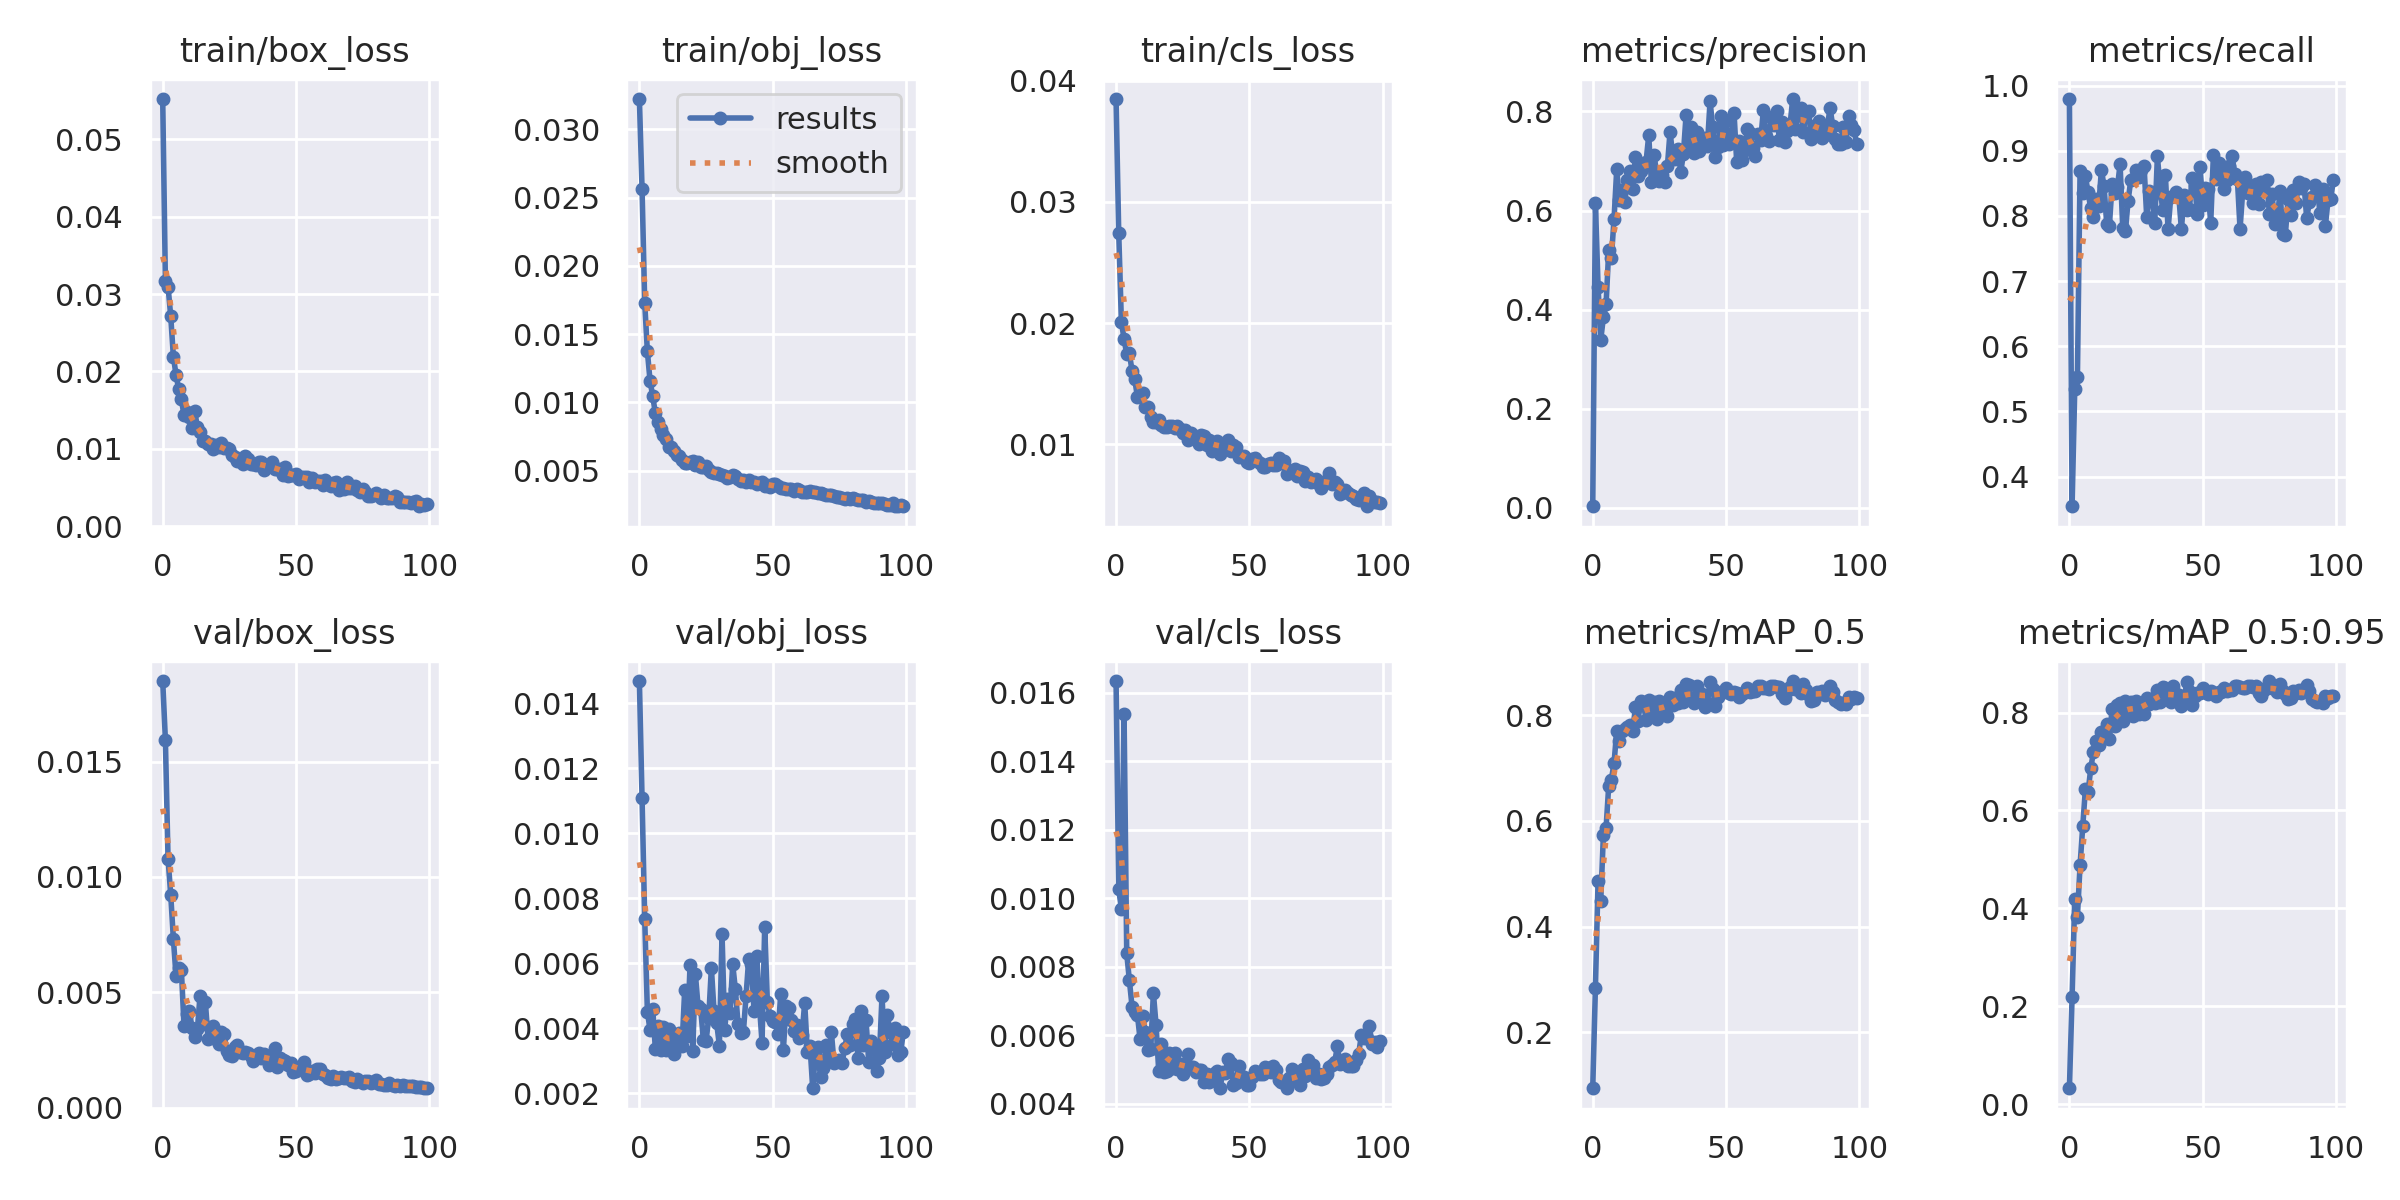 train/box_loss
0.05
0.04
0.03
0.02
0.01
0.00
0 50 100
train/obj_loss
results
smooth
0.030
0.025
0.020
0.015
0.010
0.005
0 50 100
train/cls_loss
0.04
0.03
0.02
0.01
0 50 100
metrics/precision
0.8
0.6
0.4
0.2
0.0
0 50 100
metrics/recall
1.0
0.9
0.8
0.7
0.6
0.5
0.4
0 50 100
val/box_loss
0.015
0.010
0.005
0.000
0 50 100
val/obj_loss
0.014
0.012
0.010
0.008
0.006
0.004
0.002
0 50 100
val/cls_loss
0.016
0.014
0.012
0.010
0.008
0.006
0.004
0 50 100
metrics/mAP_0.5
0.8
0.6
0.4
0.2
0 50 100
metrics/mAP_0.5:0.95
0.8
0.6
0.4
0.2
0.0
0 50 100